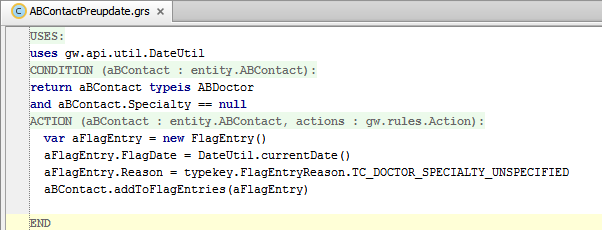 ABContactPreupdate.grs
USES:
uses gw.api.util.DateUtil
CONDITION (aBContact : entity.ABContact):
return aBContact typeis ABDoctor
and aBContact.Specialty == null
ACTION (aBContact : entity.ABContact, actions : gw.rules.Action):
var aFlagEntry = new FlagEntry()
aFlagEntry.FlagDate = DateUtil.currentDate()
aFlagEntry.Reason = typekey.FlagEntryReason.TC_DOCTOR_SPECIALTY_UNSPECIFIED
aBContact.addToFlagEntries(aFlagEntry)
END